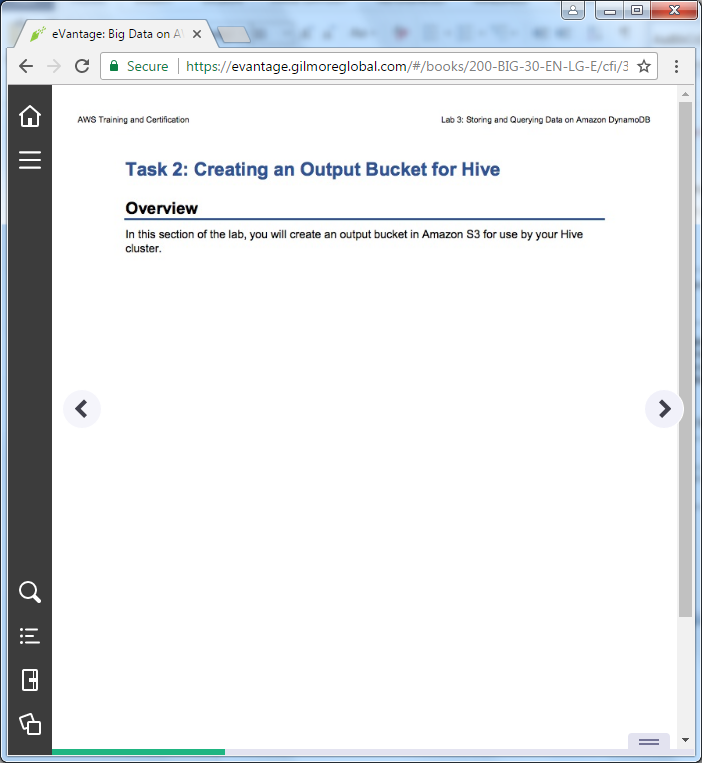 eVantage: Big Data on A
Secure https://evantage.gilmoreglobal.com/#/books/200-BIG-30-EN-LG-E/cfi/3
AWS Training and Certification Lab 3: Storing and Querying Data on Amazon DynamoDB
Task 2: Creating an Output Bucket for Hive
Overview
In this section of the lab, you will create an output bucket in Amazon S3 for use by your Hive
cluster.